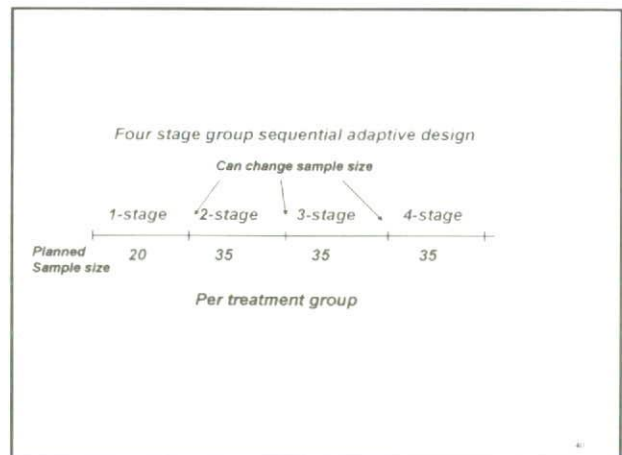 Four stage group sequential adaptive design
Can change sample size
1-stage 2-stage 3-stage 4-stage
Planned
Sample size 20 35 35 35
Per treatment group